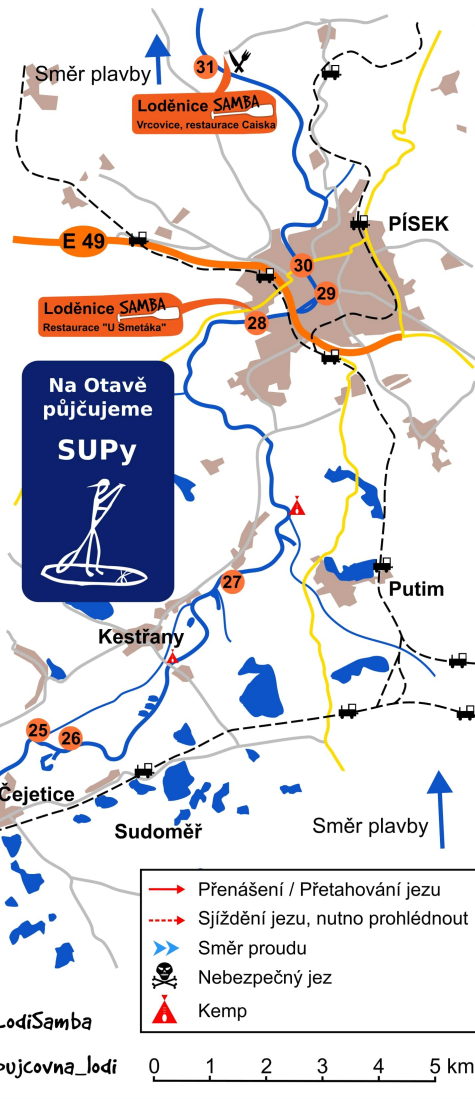 31
Směr plavby
Loděnice SAMBA
Vrcovice, restaurace Caiska
PÍSEK
E 49
30
29
Loděnice SAMBA
Restaurace "U Smetáka"
28
Na Otavě
půjčujeme
SUPy
27
Putim
Kestřany
25
26
Čejetice
Sudoměř
Směr plavby
Přenášení / Přetahování jezu
Sjíždění jezu, nutno prohlédnout
Směr proudu
Nebezpečný jez
Kemp
LodiSamba
pujcovna_lodi
0 1 2 3 4 5 km